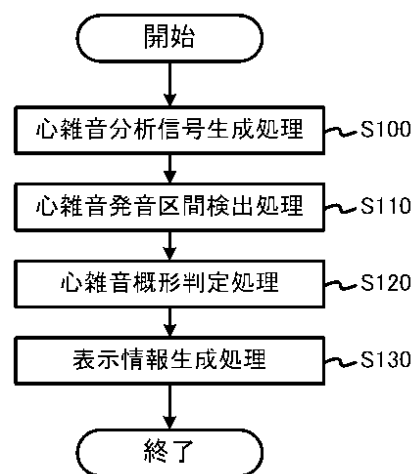 開始
心雑音分析信号生成処理 S100
心雑音発音区間検出処理 S110
心雑音概形判定処理 S120
表示情報生成処理 S130
終了